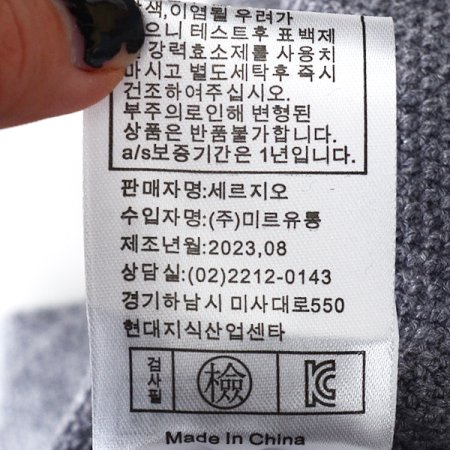 색,이염될 우려가
으니 테스트후 표백제
강력효소제를 사용치
마시고 별도세탁후 즉시
건조하여주십시오.
부주의로인해 변형된
상품은 반품불가합니다.
a/s보증기간은 1년입니다.
판매자명:세르지오
수입자명:(주)미르유통
제조년월:2023,08
상담실:(02)2212-0143
경기하남시 미사대로550
현대지식산업센타
검사필 檢 KC
Made In China